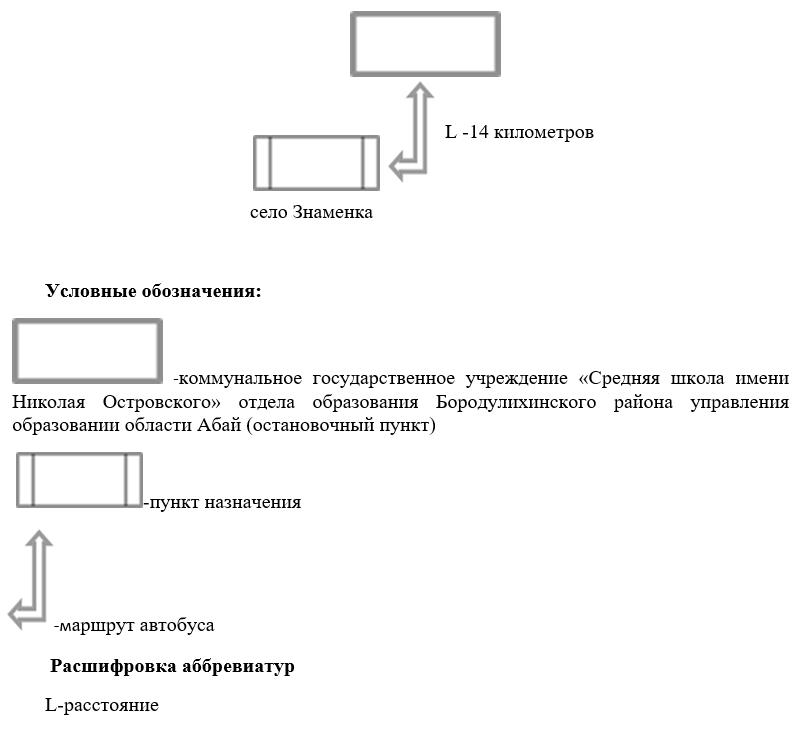 L -14 километров
село Знаменка
Условные обозначения:
-коммунальное государственное учреждение «Средняя школа имени
Николая Островского» отдела образования Бородулихинского района управления
образовании области Абай (остановочный пункт)
-пункт назначения
-маршрут автобуса
Расшифровка аббревиатур
L-расстояние